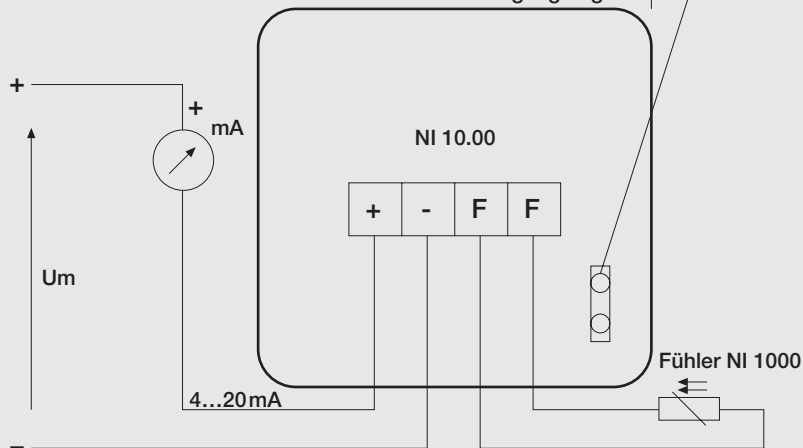 +
+
mA
NI 10.00
+ - F F
Um
Fühler NI 1000
4...20mA
-